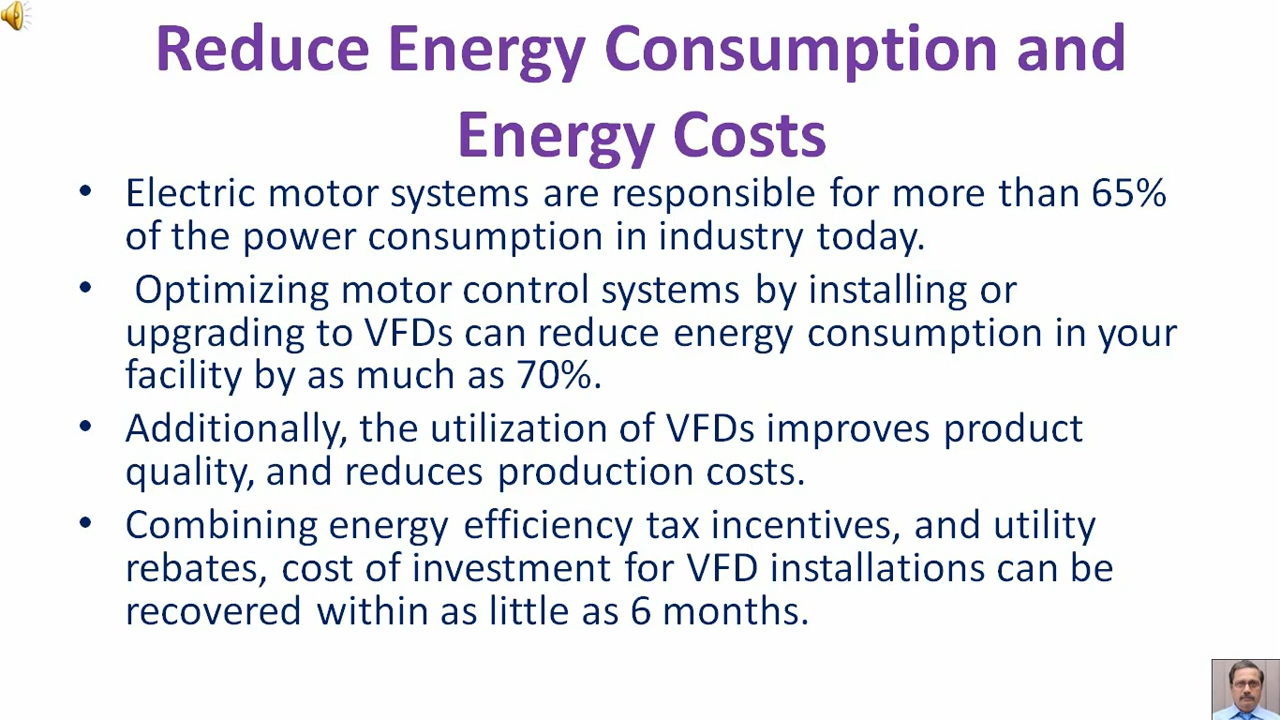 Reduce Energy Consumption and
Energy Costs
• Electric motor systems are responsible for more than 65%
of the power consumption in industry today.
• Optimizing motor control systems by installing or
upgrading to VFDs can reduce energy consumption in your
facility by as much as 70%.
• Additionally, the utilization of VFDs improves product
quality, and reduces production costs.
• Combining energy efficiency tax incentives, and utility
rebates, cost of investment for VFD installations can be
recovered within as little as 6 months.